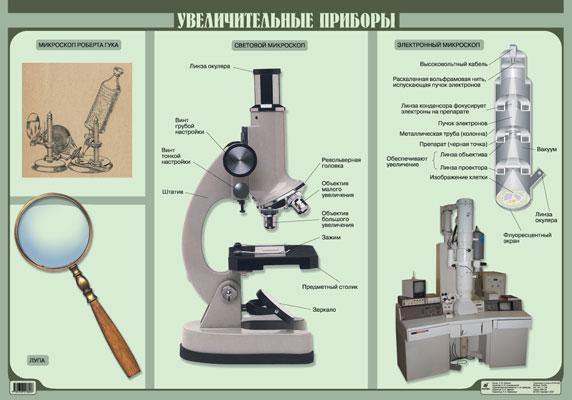 УВЕЛИЧИТЕЛЬНЫЕ ПРИБОРЫ
МИКРОСКОП РОБЕРТА ГУКА
ЛУПА
СВЕТОВОЙ МИКРОСКОП
Линза окуляра
Винт
грубой
настройки
Винт
тонкой
настройки
Штатив
Револьверная
головка
Объектив
малого
увеличения
Объектив
большого
увеличения
Зажим
Предметный столик
Зеркало
ЭЛЕКТРОННЫЙ МИКРОСКОП
Высоковольтный кабель
Раскаленная вольфрамовая нить,
испускающая пучок электронов
Линза конденсора фокусирует
электроны на препарате
Пучок электронов
Металлическая труба (колонна)
Препарат (черная точка)
Вакуум
Обеспечивают
увеличение
Линза объектива
Линза проектора
Изображение клетки
Линза
окуляра
Флуоресцентный
экран